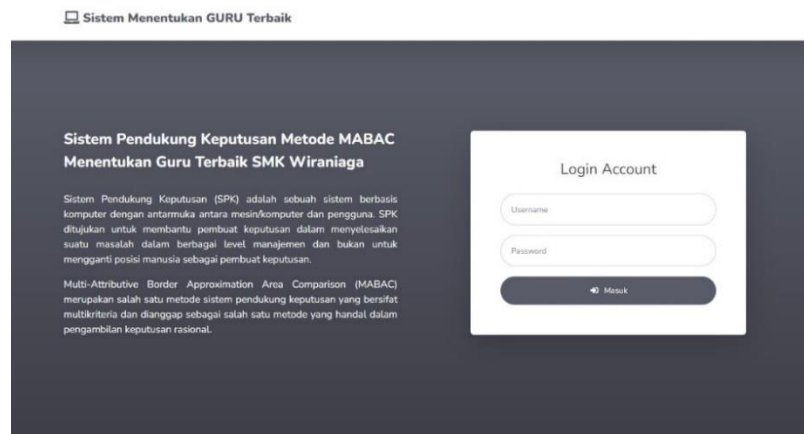 Sistem Menentukan GURU Terbaik
Sistem Pendukung Keputusan Metode MABAC
Menentukan Guru Terbaik SMK Wiraniaga
Sistem Pendukung Keputusan (SPK) adalah sebuah sistem berbasis
komputer dengan antarmuka antara mesin/komputer dan pengguna. SPK
ditujukan untuk membantu pembuat keputusan dalam menyelesaikan
suatu masalah dalam berbagai level manajemen dan bukan untuk
mengganti posisi manusia sebagai pembuat keputusan.
Multi-Attributive Border Approximation Area Comparison (MABAC)
merupakan salah satu metode sistem pendukung keputusan yang bersifat
multikriteria dan dianggap sebagai salah satu metode yang handal dalam
pengambilan keputusan rasional.
Login Account
Username
Password
Masuk